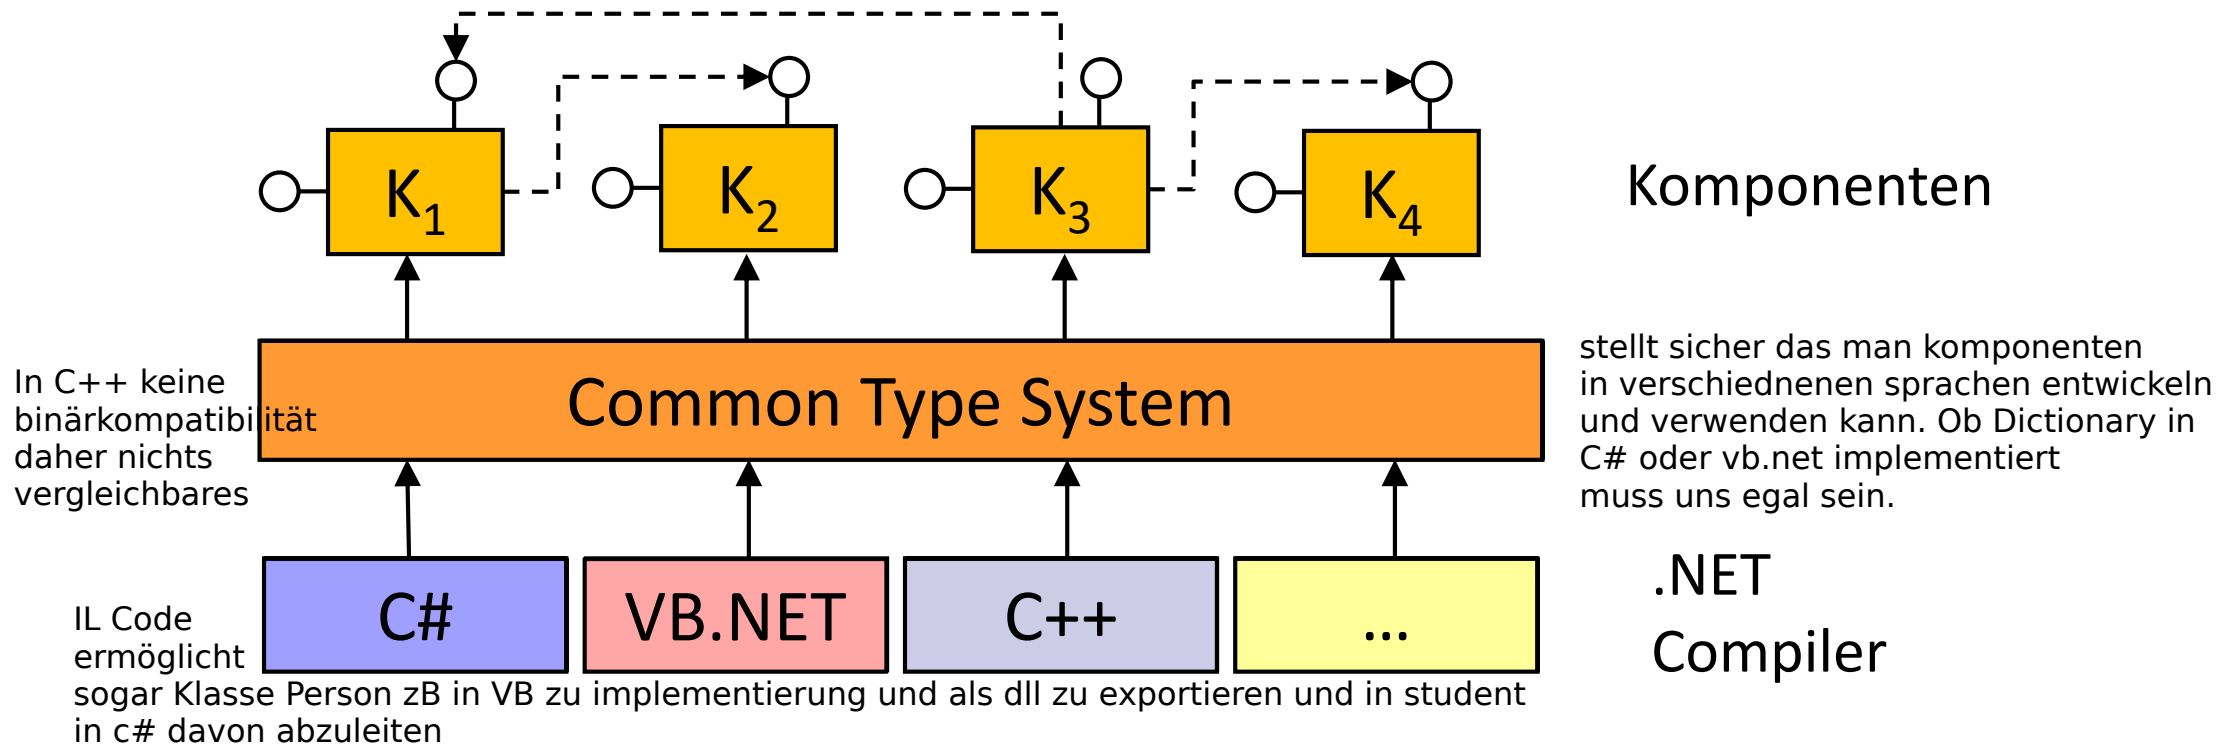 K1
K2
K3
K4
Komponenten
In C++ keine
binärkompatibilität
daher nichts
vergleichbares
Common Type System
stellt sicher das man komponenten
in verschiednenen sprachen entwickeln
und verwenden kann. Ob Dictionary in
C# oder vb.net implementiert
muss uns egal sein.
C#
VB.NET
C++
...
.NET
Compiler
IL Code
ermöglicht
sogar Klasse Person zB in VB zu implementierung und als dll zu exportieren und in student
in c# davon abzuleiten